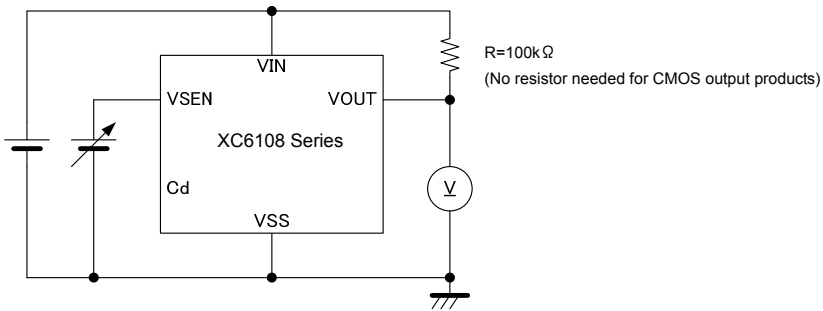 R=100kΩ
(No resistor needed for CMOS output products)
VIN
VSEN
VOUT
XC6108 Series
Cd
V
VSS